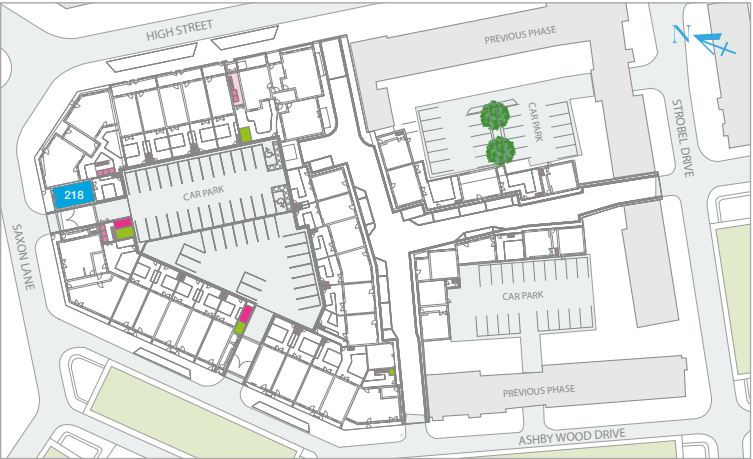 HIGH STREET
PREVIOUS PHASE
N
CAR PARK
STROBEL DRIVE
218
CAR PARK
SAXON LANE
CAR PARK
PREVIOUS PHASE
ASHBY WOOD DRIVE